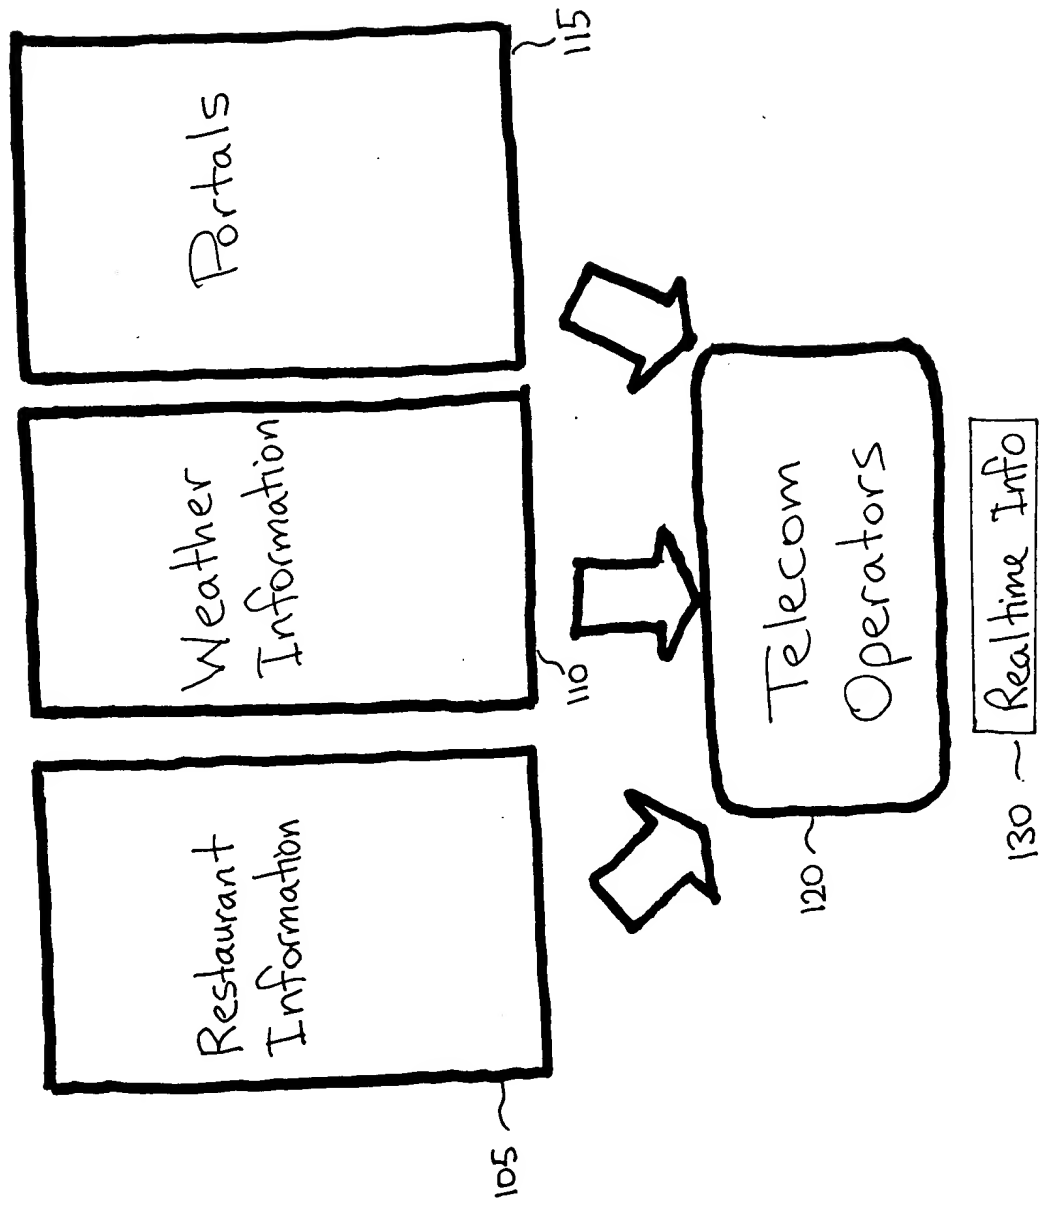 Restaurant
Information
105
Weather
Information
110
Portals
115
Telecom
Operators
120
130
Realtime Info